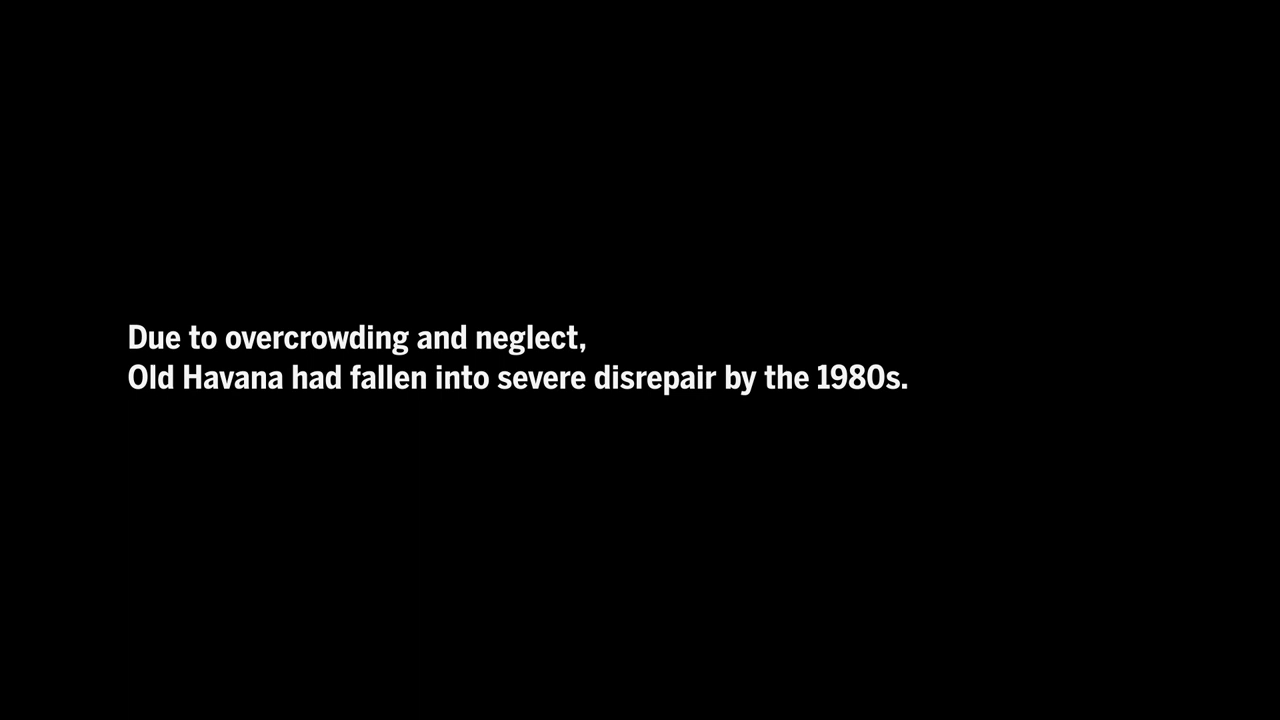 Due to overcrowding and neglect,
Old Havana had fallen into severe disrepair by the 1980s.